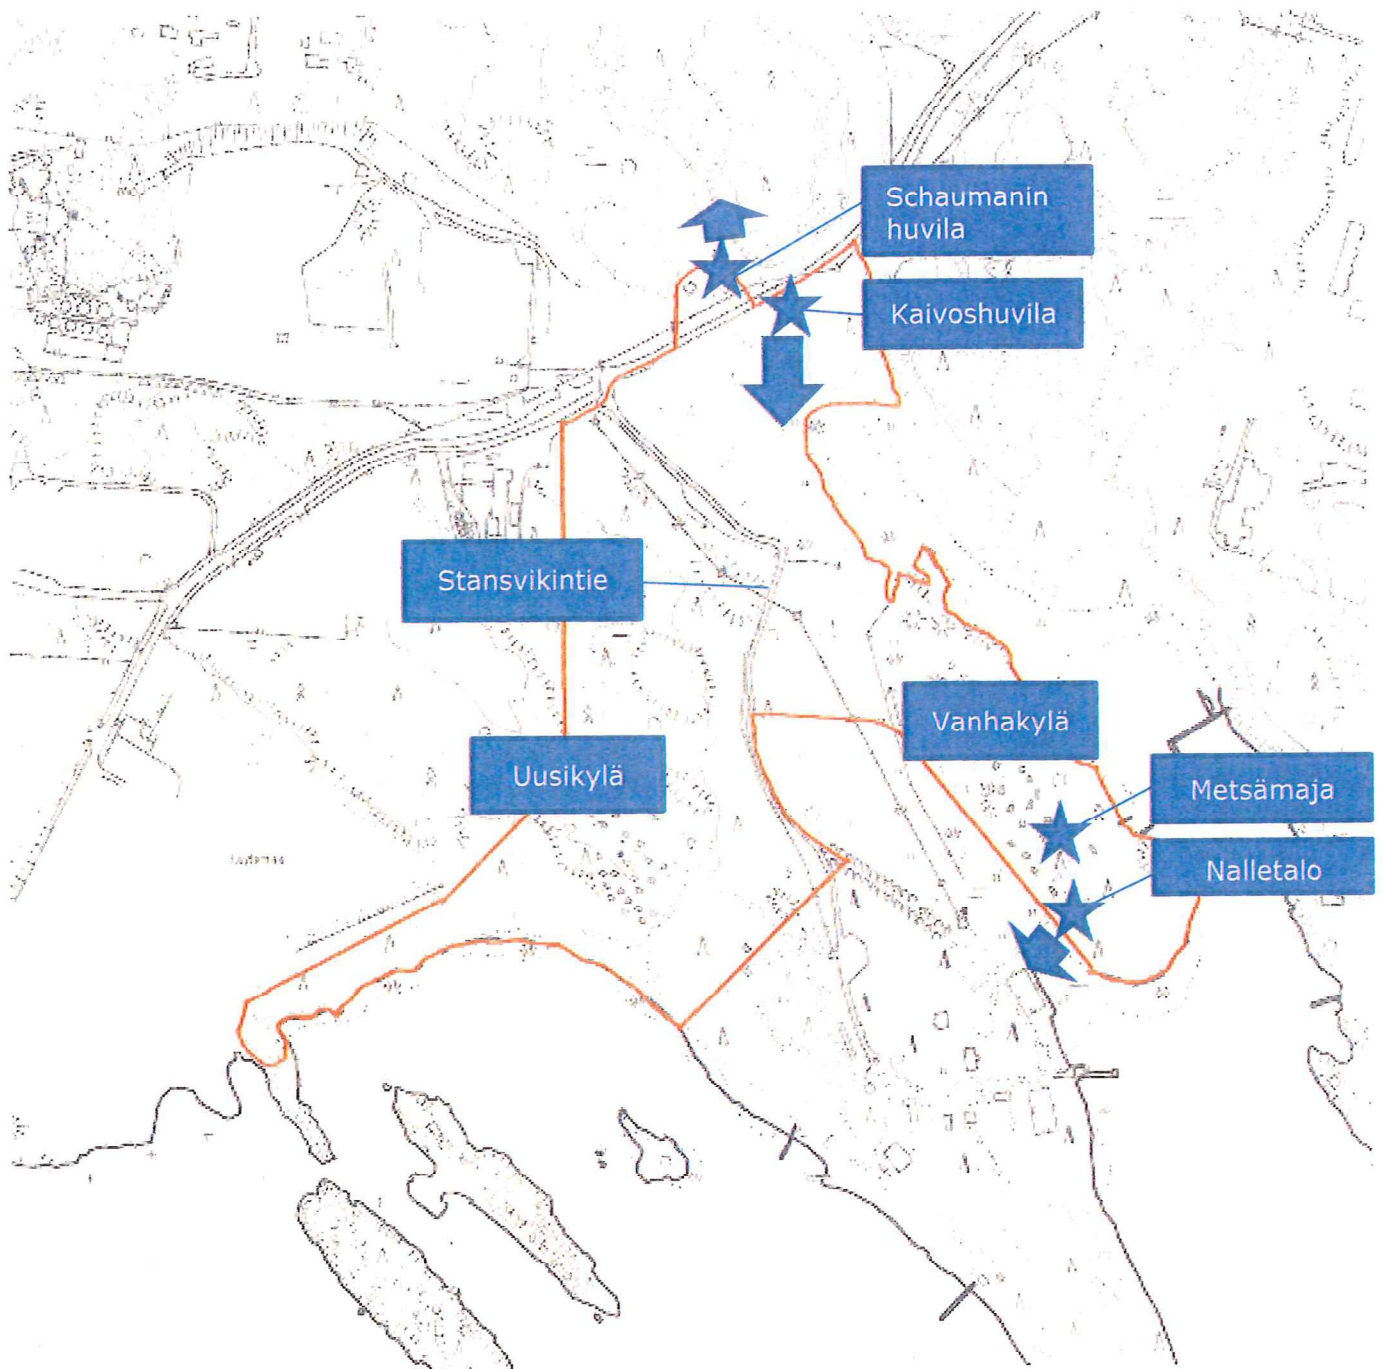 Schaumanin
huvila
Kaivoshuvila
Stansvikintie
Vanhakylä
Uusikylä
Metsämaja
Nalletalo